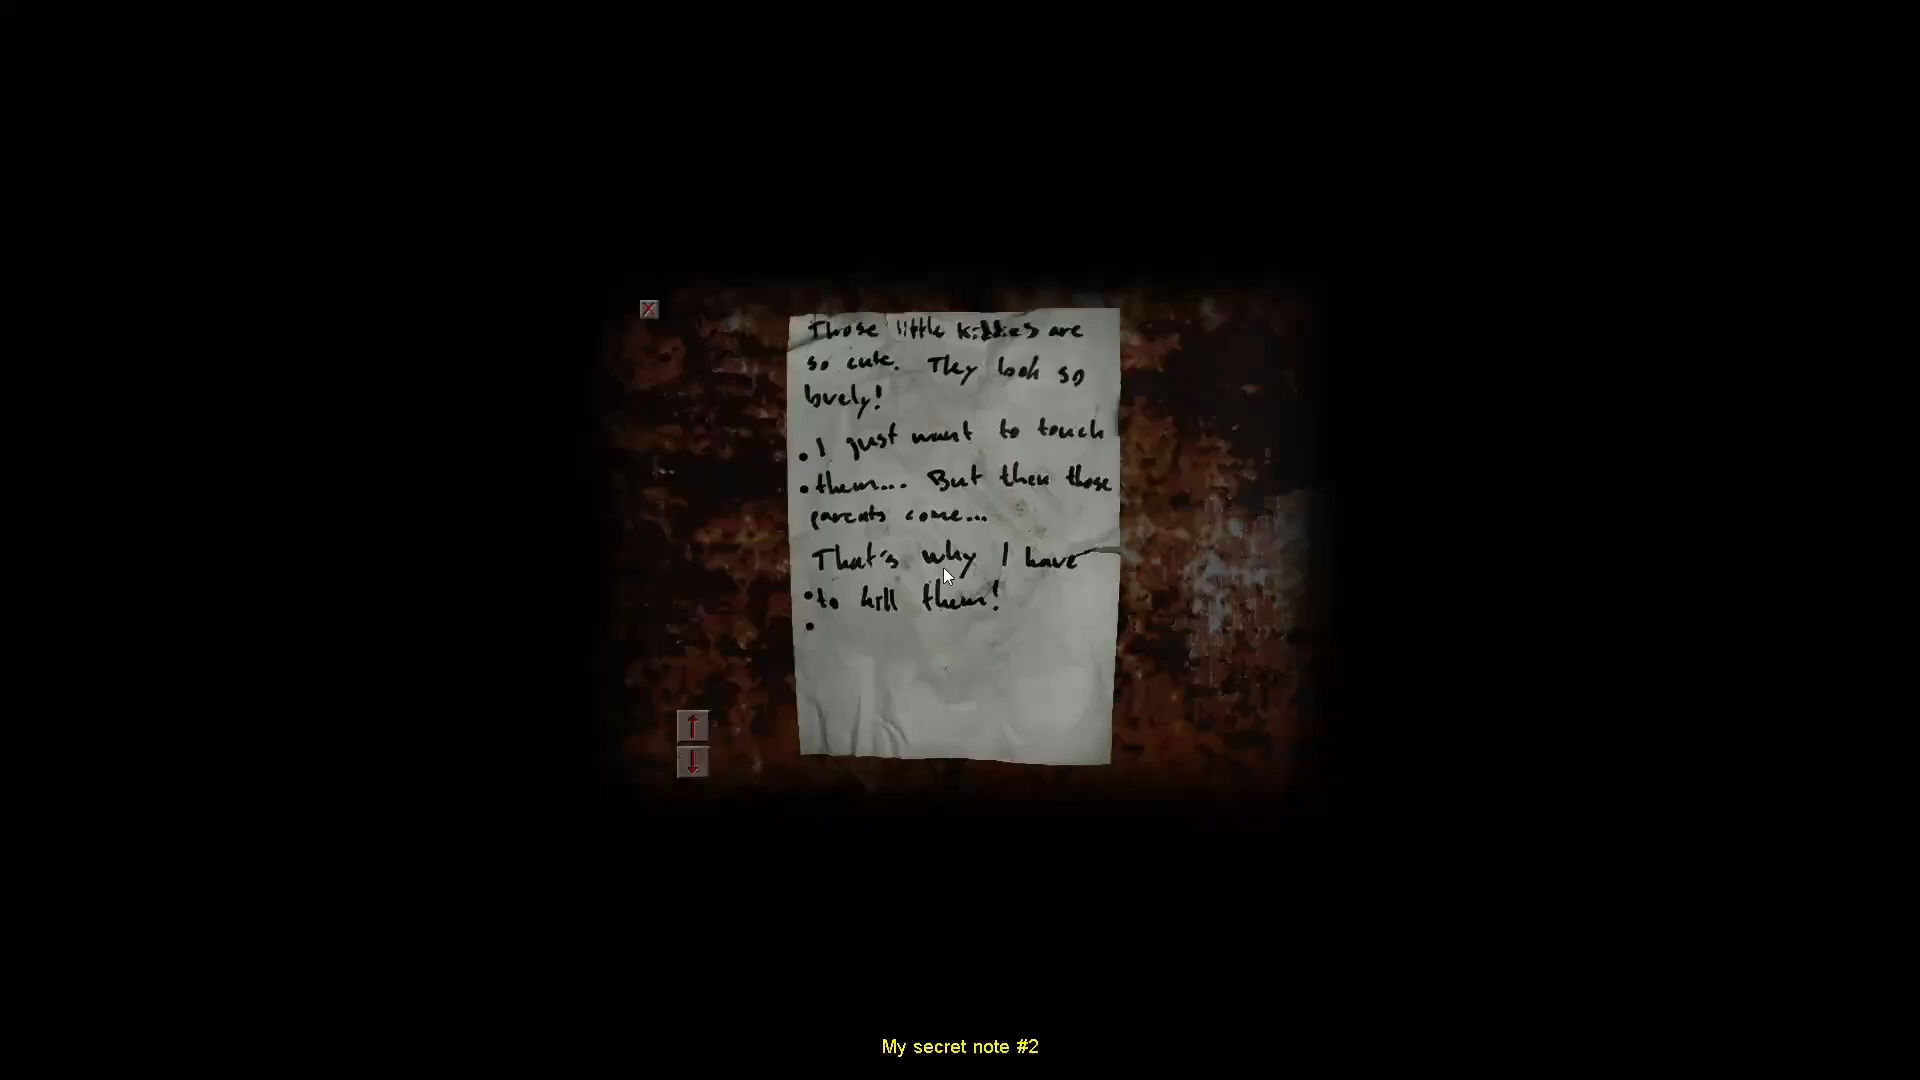 Those little are
so cute. They look so
lovely!
• I just want to touch
• them... But then those
parents come...
That's why I have
• to kill them!
•
My secret note #2